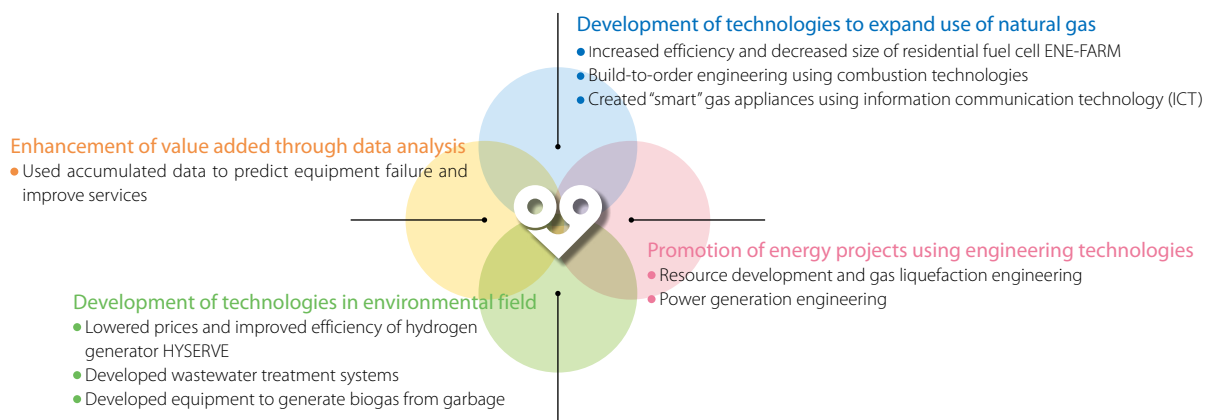 Development of technologies to expand use of natural gas
● Increased efficiency and decreased size of residential fuel cell ENE-FARM
● Build-to-order engineering using combustion technologies
● Created “smart” gas appliances using information communication technology (ICT)
Enhancement of value added through data analysis
● Used accumulated data to predict equipment failure and
improve services
Promotion of energy projects using engineering technologies
● Resource development and gas liquefaction engineering
● Power generation engineering
Development of technologies in environmental field
● Lowered prices and improved efficiency of hydrogen
generator HYSERVE
● Developed wastewater treatment systems
● Developed equipment to generate biogas from garbage